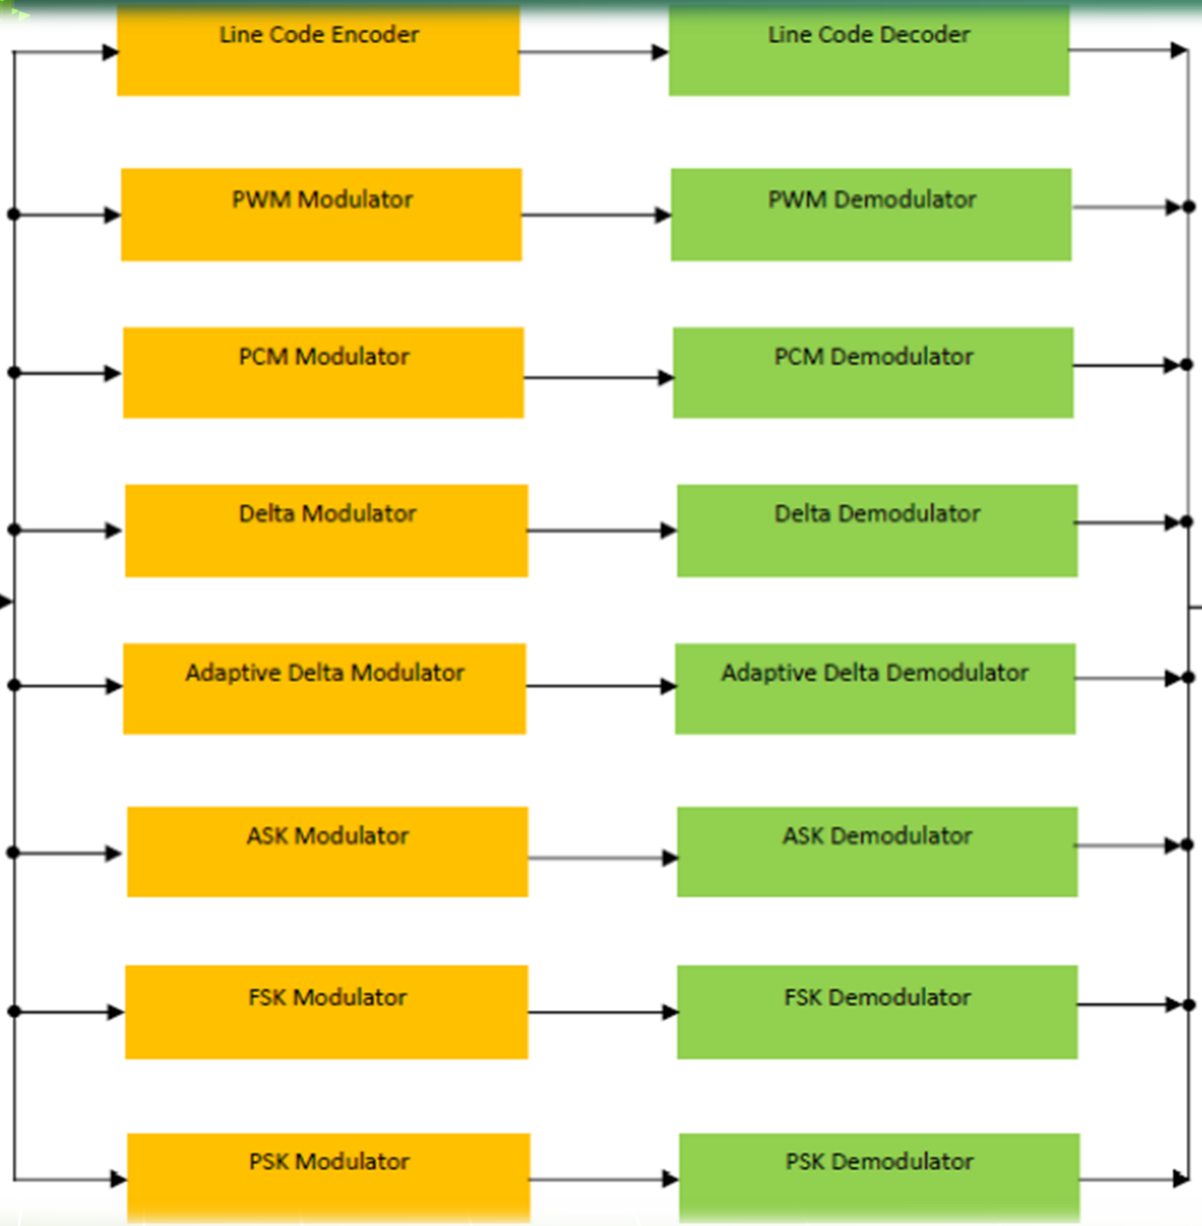 Line Code Encoder
Line Code Decoder
PWM Modulator
PWM Demodulator
PCM Modulator
PCM Demodulator
Delta Modulator
Delta Demodulator
Adaptive Delta Modulator
Adaptive Delta Demodulator
ASK Modulator
ASK Demodulator
FSK Modulator
FSK Demodulator
PSK Modulator
PSK Demodulator